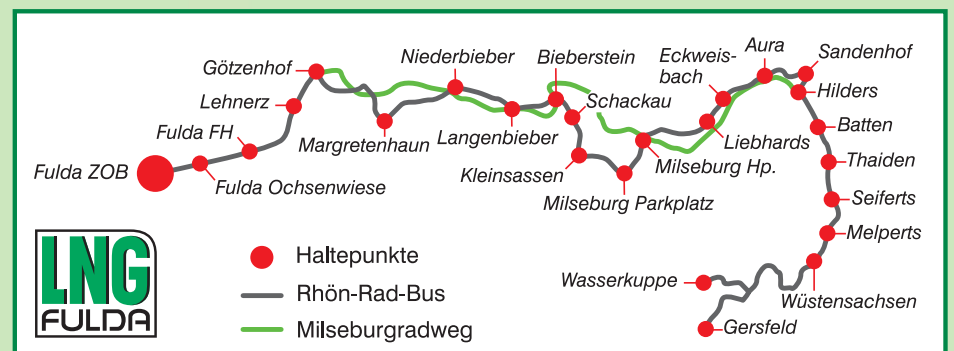 Fulda ZOB
Fulda Ochsenwiese
Fulda FH
Lehnerz
Götzenhof
Margretenhaun
Niederbieber
Langenbieber
Bieberstein
Schackau
Kleinsassen
Milseburg Parkplatz
Milseburg Hp.
Liebhards
Eckweis-
bach
Aura
Sandenhof
Hilders
Batten
Thaiden
Seiferts
Melperts
Wüstensachsen
Wasserkuppe
Gersfeld
LNG
FULDA
Haltepunkte
Rhön-Rad-Bus
Milseburgradweg